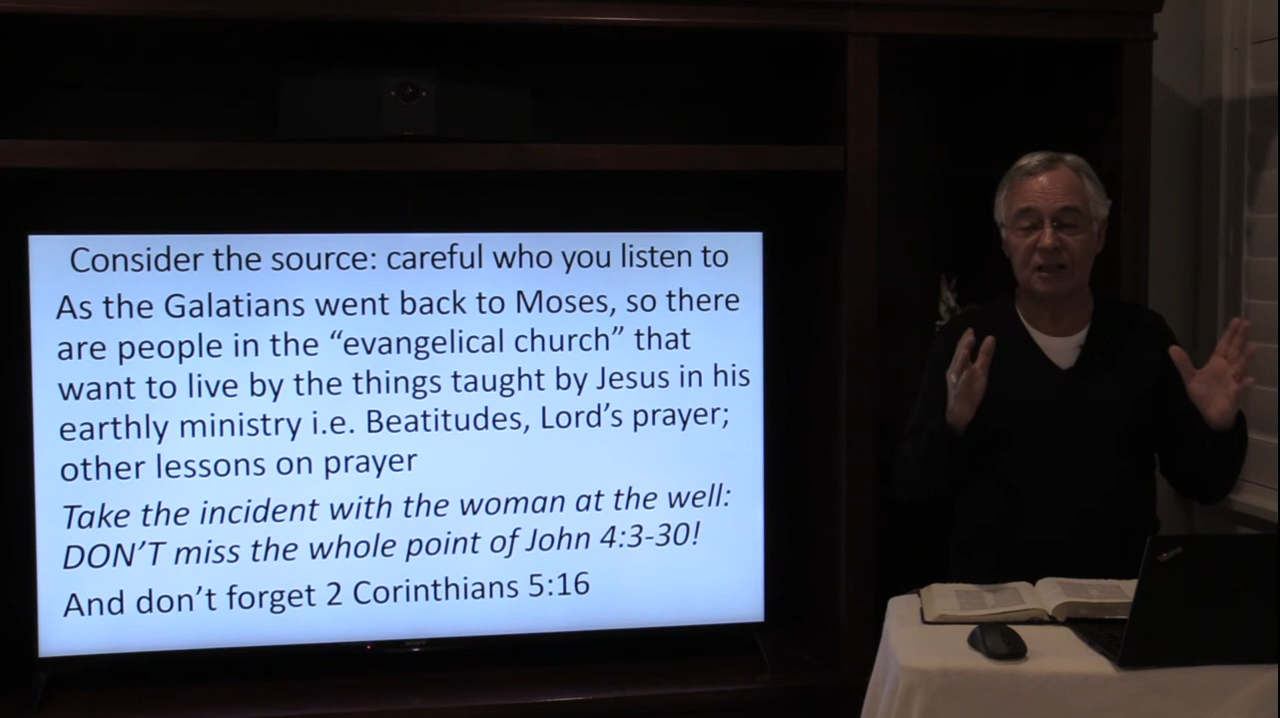 Consider the source: careful who you listen to
As the Galatians went back to Moses, so there
are people in the “evangelical church” that
want to live by the things taught by Jesus in his
earthly ministry i.e. Beatitudes, Lord’s prayer;
other lessons on prayer
Take the incident with the woman at the well:
DON’T miss the whole point of John 4:3-30!
And don’t forget 2 Corinthians 5:16